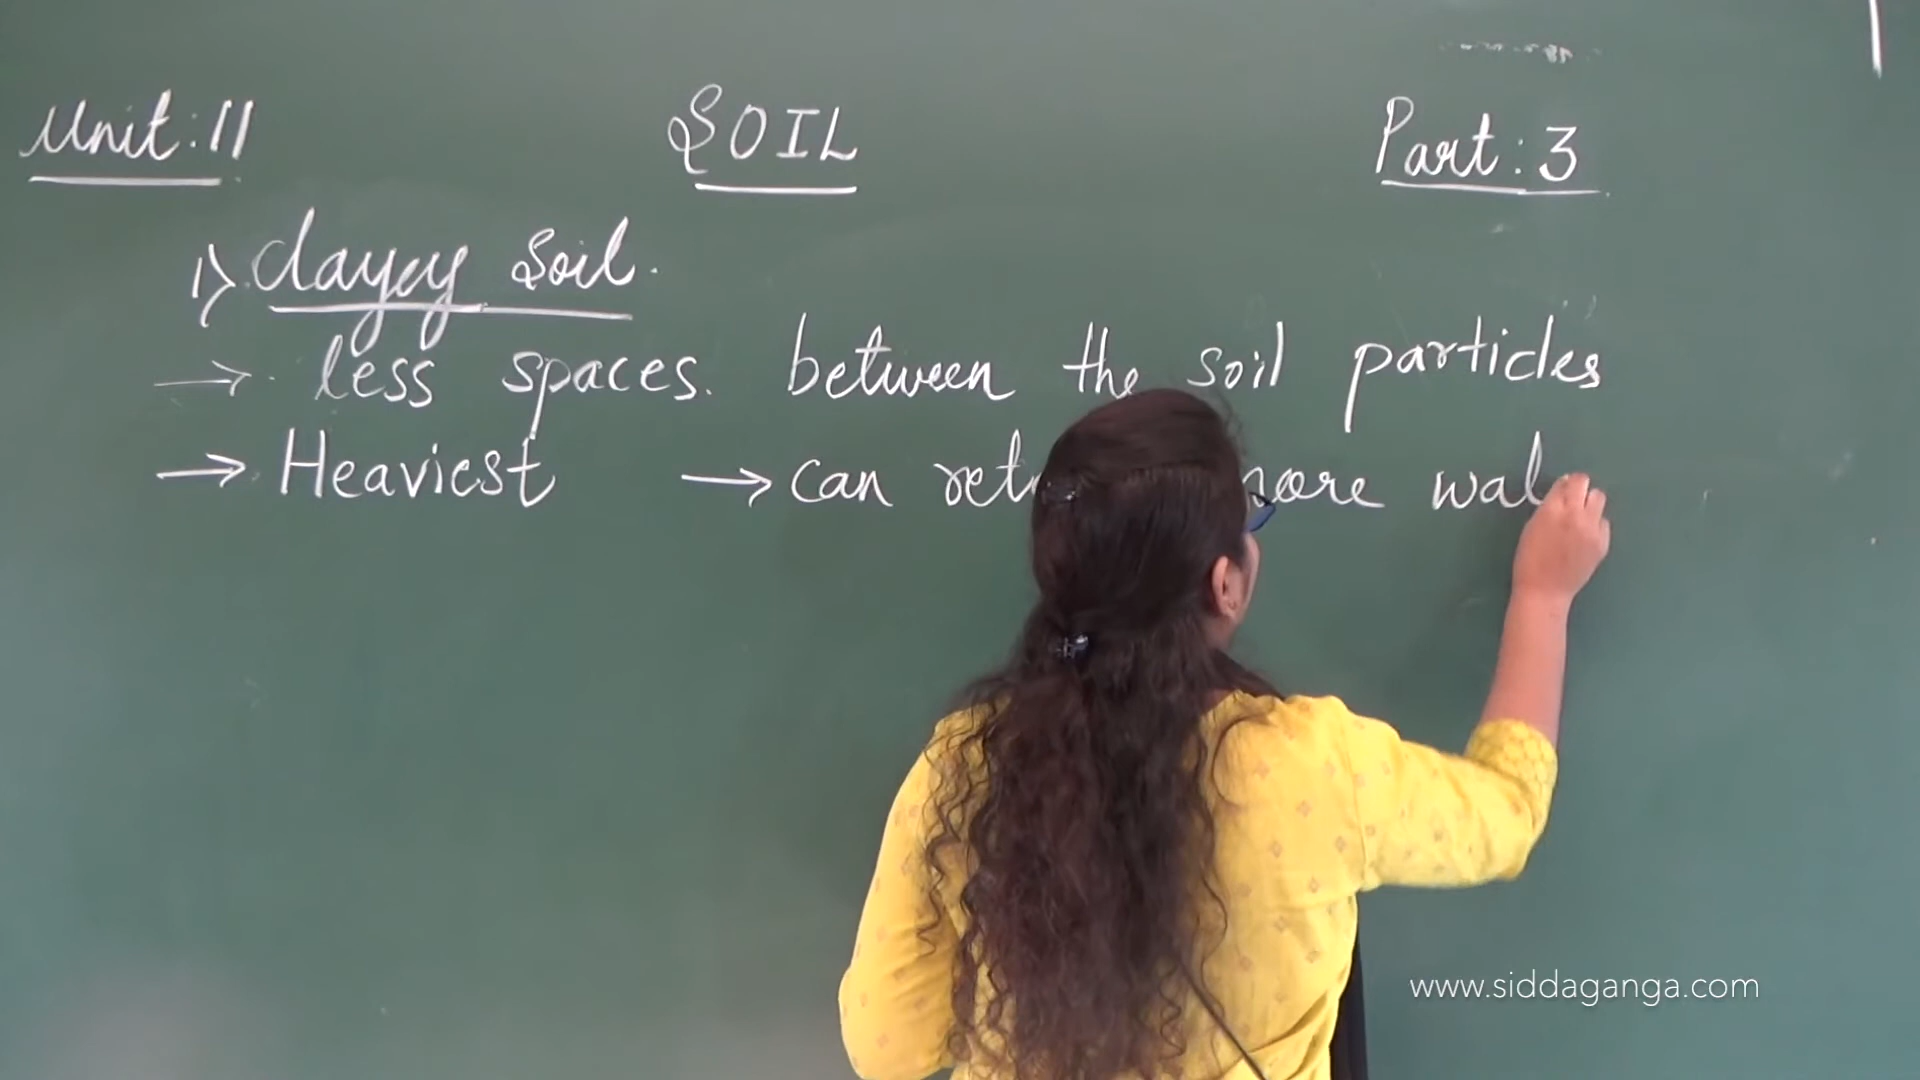 Unit: 11 SOIL Part: 3
1) Clayey Soil.
→ less spaces. between the soil particles
→ Heaviest → can more
www.siddaganga.com